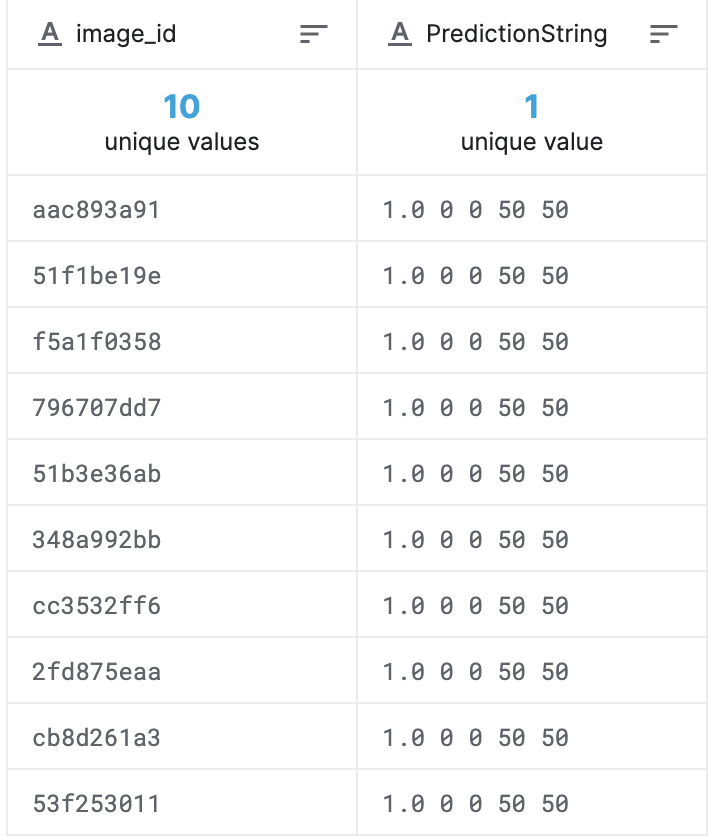 image_id PredictionString
10 1
unique values unique value
aac893a91 1.0 0 0 50 50
51f1be19e 1.0 0 0 50 50
f5a1f0358 1.0 0 0 50 50
796707dd7 1.0 0 0 50 50
51b3e36ab 1.0 0 0 50 50
348a992bb 1.0 0 0 50 50
cc3532ff6 1.0 0 0 50 50
2fd875eaa 1.0 0 0 50 50
cb8d261a3 1.0 0 0 50 50
53f253011 1.0 0 0 50 50